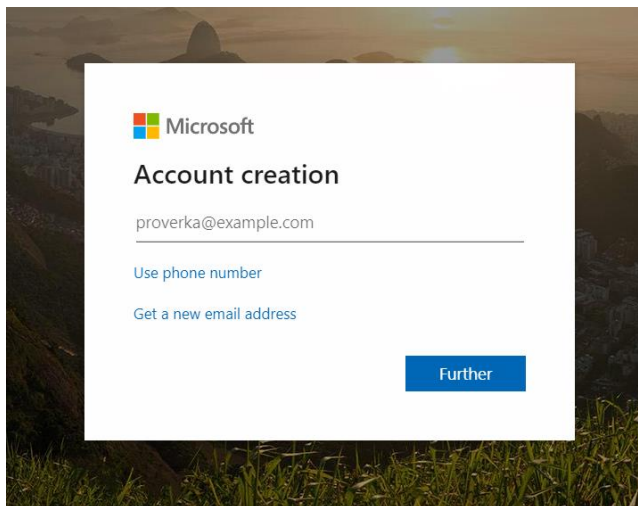 Microsoft
Account creation
proverka@example.com
Use phone number
Get a new email address
Further